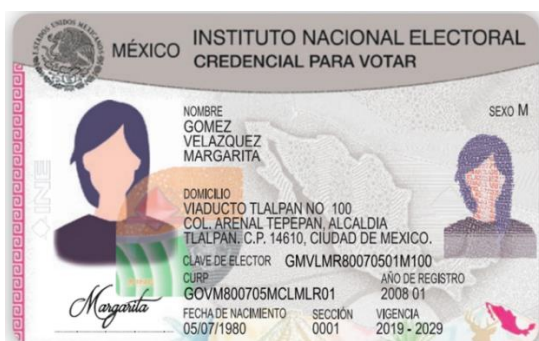 MÉXICO
INSTITUTO NACIONAL ELECTORAL
CREDENCIAL PARA VOTAR
NOMBRE
SEXO M
GOMEZ
VELAZQUEZ
MARGARITA
DOMICILIO
VIADUCTO TLALPAN NO 100
COL. ARENAL TEPEPAN, ALCALDIA
TLALPAN. C.P. 14610, CIUDAD DE MEXICO.
CLAVE DE ELECTOR GMVLMR80070501M100
CURP AÑO DE REGISTRO
GOVM800705MCLMLR01 2008 01
FECHA DE NACIMIENTO SECCIÓN VIGENCIA
05/07/1980 0001 2019 - 2029
INE
Margarita